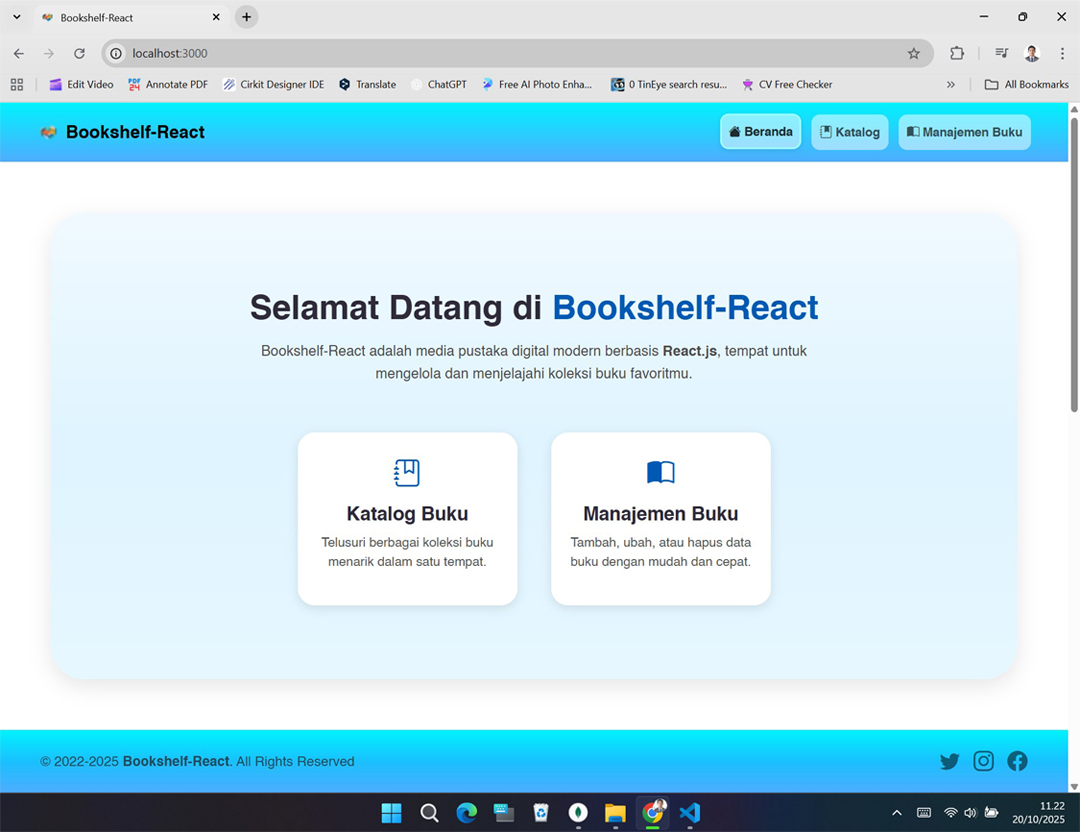 Bookshelf-React
localhost:3000
Edit Video
Annotate PDF
Cirkit Designer IDE
Translate
ChatGPT
Free AI Photo Enha...
0 TinEye search resu...
CV Free Checker
All Bookmarks
Bookshelf-React
Beranda
Katalog
Manajemen Buku
Selamat Datang di Bookshelf-React
Bookshelf-React adalah media pustaka digital modern berbasis React.js, tempat untuk
mengelola dan menjelajahi koleksi buku favoritmu.
Katalog Buku
Telusuri berbagai koleksi buku
menarik dalam satu tempat.
Manajemen Buku
Tambah, ubah, atau hapus data
buku dengan mudah dan cepat.
© 2022-2025 Bookshelf-React. All Rights Reserved
11.22
20/10/2025